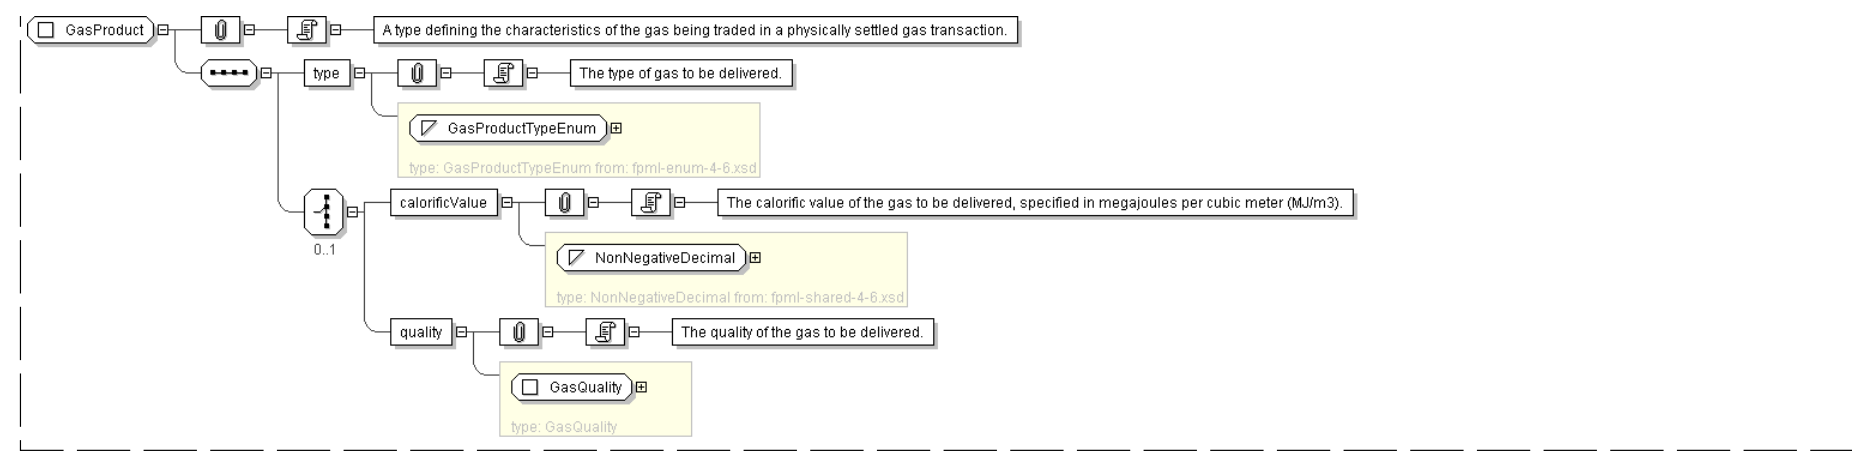 GasProduct
A type defining the characteristics of the gas being traded in a physically settled gas transaction.
type
The type of gas to be delivered.
GasProductTypeEnum
type: GasProductTypeEnum from: fpml-enum-4-6.xsd
calorificValue
The calorific value of the gas to be delivered, specified in megajoules per cubic meter (MJ/m3).
0..1
NonNegativeDecimal
type: NonNegativeDecimal from: fpml-shared-4-6.xsd
quality
The quality of the gas to be delivered.
GasQuality
type: GasQuality